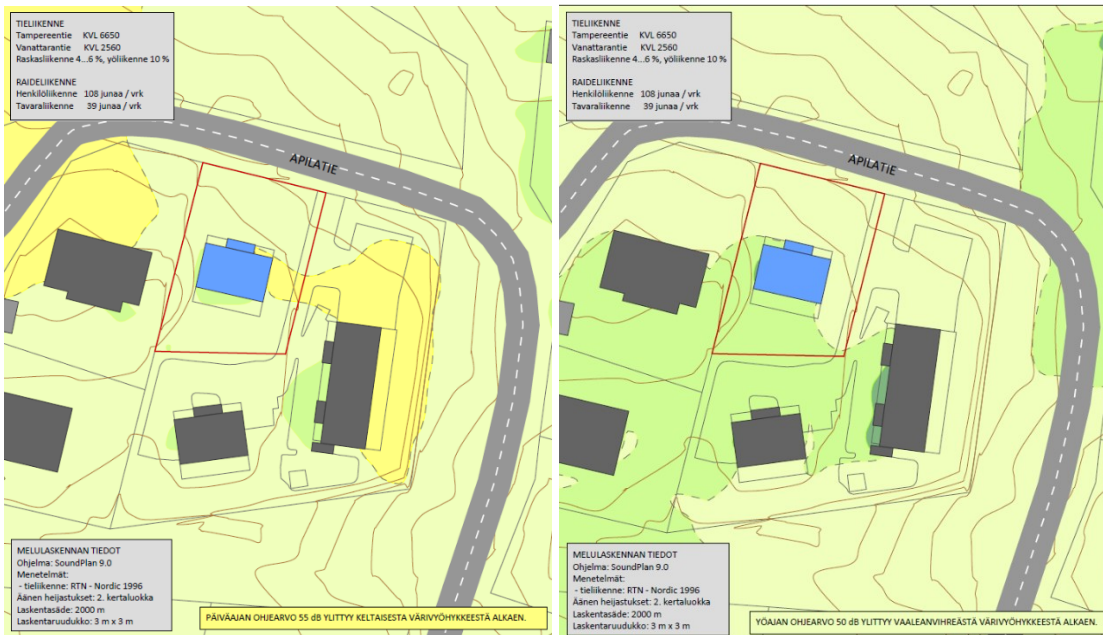 TIELIIKENNE
Tampereentie KVL 6650
Vanattarantie KVL 2560
Raskasliikenne 4...6 %, yöliikenne 10 %
RAIDELIIKENNE
Henkilöliikenne 108 junaa / vrk
Tavaraliikenne 39 junaa / vrk
APILATIE
MELULASKENNAN TIEDOT
Ohjelma: SoundPlan 9.0
Menetelmät:
- tieliikenne: RTN - Nordic 1996
Äänen heijastukset: 2. kertaluokka
Laskentasäde: 2000 m
Laskentaruudukko: 3 m x 3 m
PÄIVÄAJAN OHJEARVO 55 dB YLITTYY KELTAISESTA VÄRIVYÖHYKKEESTÄ ALKAEN.
TIELIIKENNE
Tampereentie KVL 6650
Vanattarantie KVL 2560
Raskasliikenne 4...6 %, yöliikenne 10 %
RAIDELIIKENNE
Henkilöliikenne 108 junaa / vrk
Tavaraliikenne 39 junaa / vrk
APILATIE
MELULASKENNAN TIEDOT
Ohjelma: SoundPlan 9.0
Menetelmät:
- tieliikenne: RTN - Nordic 1996
Äänen heijastukset: 2. kertaluokka
Laskentasäde: 2000 m
Laskentaruudukko: 3 m x 3 m
YÖAJAN OHJEARVO 50 dB YLITTYY VAALEANVIHREÄSTÄ VÄRIVYÖHYKKEESTÄ ALKAEN.